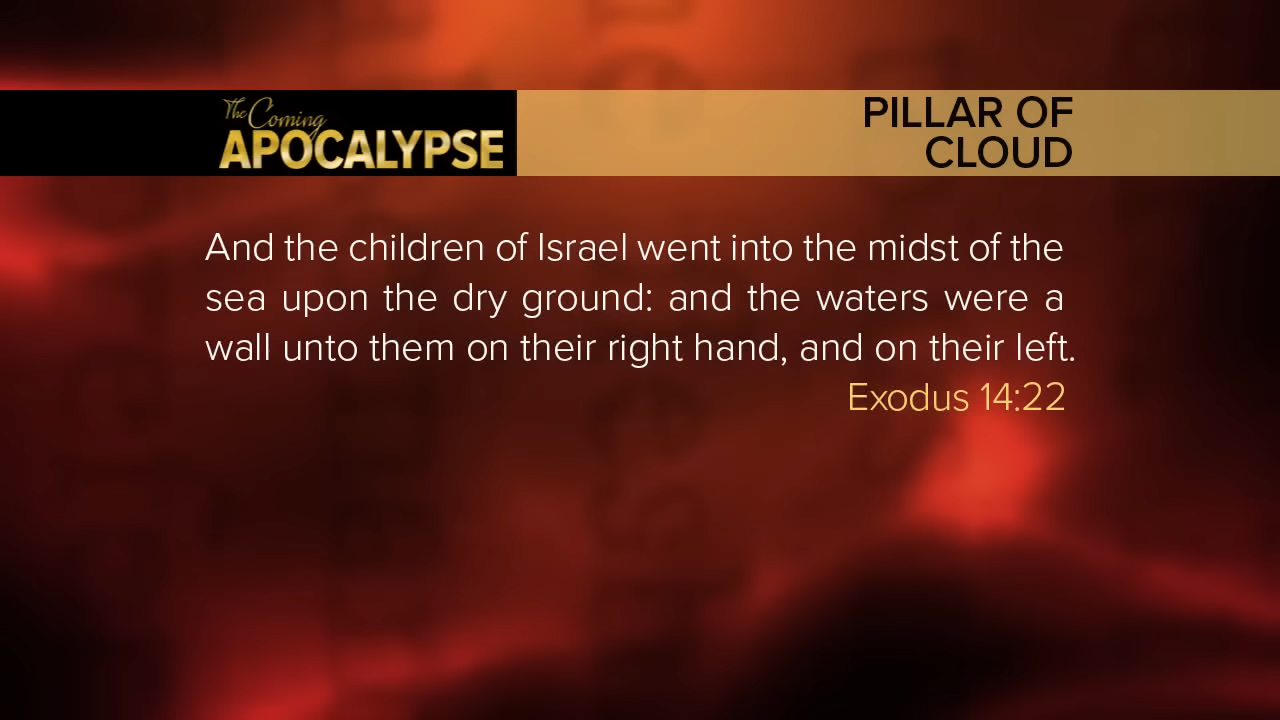 The Coming
APOCALYPSE
PILLAR OF
CLOUD
And the children of Israel went into the midst of the
sea upon the dry ground: and the waters were a
wall unto them on their right hand, and on their left.
Exodus 14:22